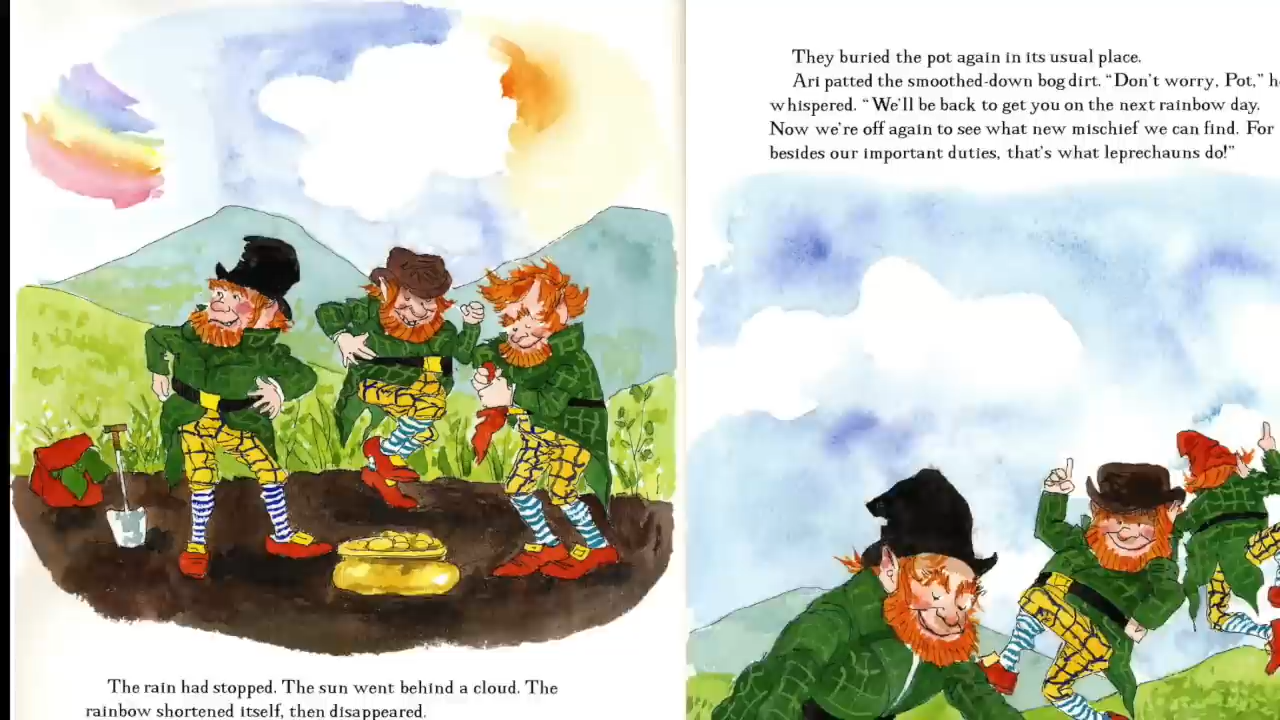 The rain had stopped. The sun went behind a cloud. The
rainbow shortened itself, then disappeared.
They buried the pot again in its usual place.
Ari patted the smoothed-down bog dirt. “Don't worry, Pot,” h
whispered. “We'll be back to get you on the next rainbow day.
Now we're off again to see what new mischief we can find. For
besides our important duties, that's what leprechauns do!”